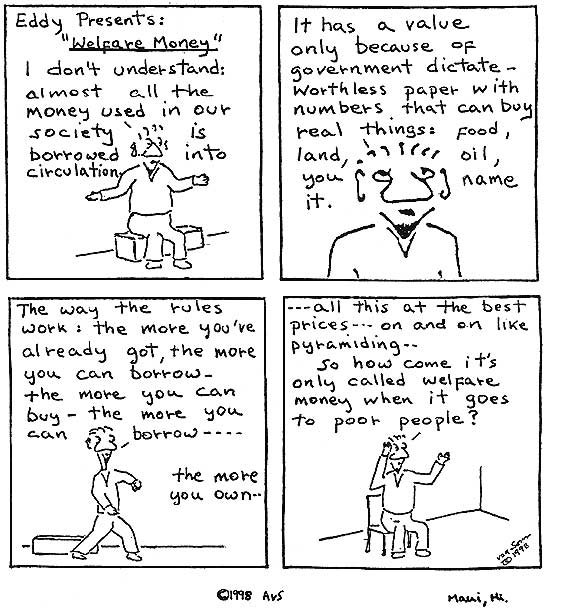 Eddy Presents:
"Welfare Money"
I don't understand:
almost all the
money used in our
society is
borrowed into
circulation.
It has a value
only because of
government dictate -
worthless paper with
numbers that can buy
real things: food,
land, oil,
you name
it.
The way the rules
work: the more you've
already got, the more
you can borrow -
the more you can
buy - the more you
can borrow ----
the more
you own--
---all this at the best
prices--- on and on like
pyramiding--
So how come it's
only called welfare
money when it goes
to poor people?
©1998
©1998 AVS
Maui, Hi.